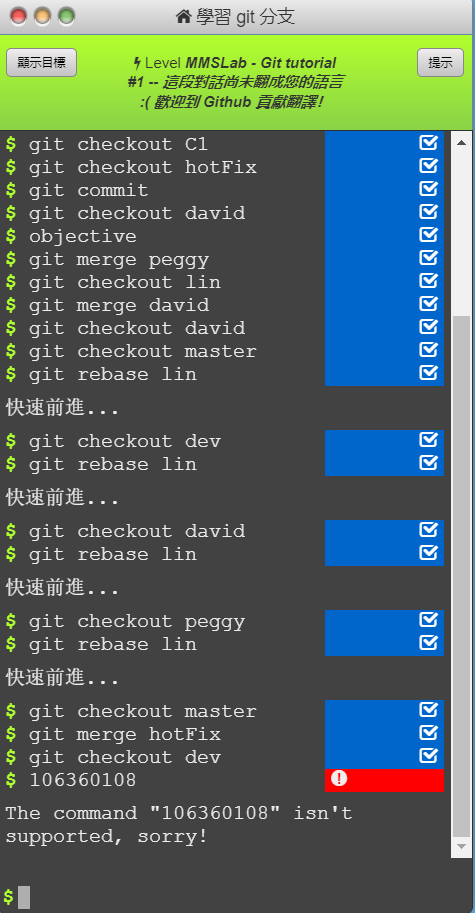 學習 git 分支
顯示目標
Level MMSLab - Git tutorial
#1 -- 這段對話尚未翻成您的語言
:( 歡迎到 Github 貢獻翻譯！
提示
$ git checkout C1
$ git checkout hotFix
$ git commit
$ git checkout david
$ objective
$ git merge peggy
$ git checkout lin
$ git merge david
$ git checkout david
$ git checkout master
$ git rebase lin
快速前進...
$ git checkout dev
$ git rebase lin
快速前進...
$ git checkout david
$ git rebase lin
快速前進...
$ git checkout peggy
$ git rebase lin
快速前進...
$ git checkout master
$ git merge hotFix
$ git checkout dev
$ 106360108
The command "106360108" isn't
supported, sorry!
$